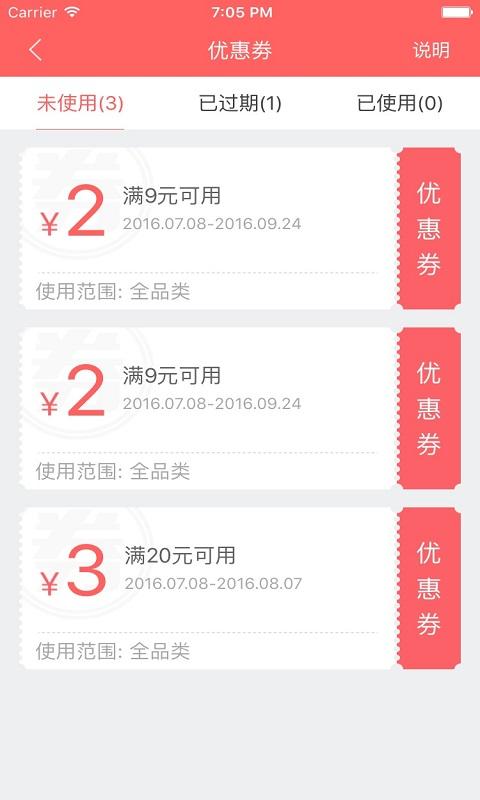 Carrier 7:05 PM
优惠券 说明
未使用(3) 已过期(1) 已使用(0)
¥2 满9元可用
2016.07.08-2016.09.24
使用范围: 全品类
优惠券
¥2 满9元可用
2016.07.08-2016.09.24
使用范围: 全品类
优惠券
¥3 满20元可用
2016.07.08-2016.08.07
使用范围: 全品类
优惠券